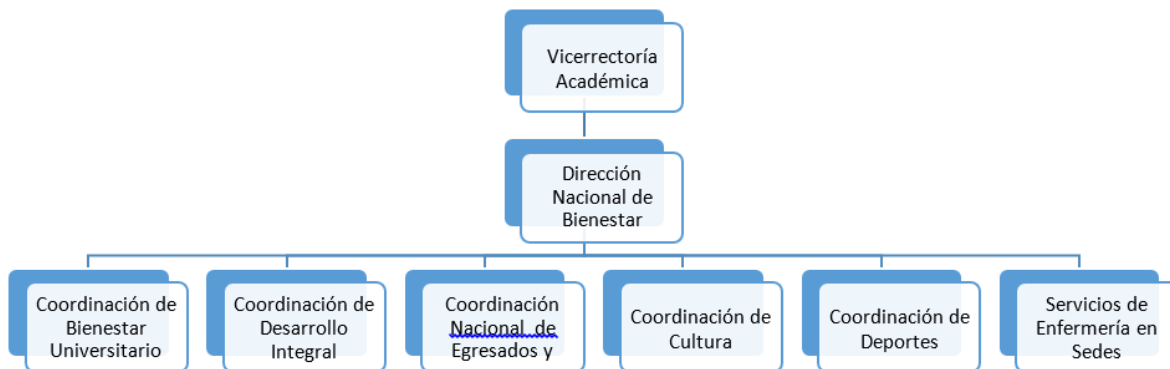 Vicerrectoría
Académica
Dirección
Nacional de
Bienestar
Coordinación de
Bienestar
Universitario
Coordinación de
Desarrollo
Integral
Coordinación
Nacional de
Egresados y
Coordinación de
Cultura
Coordinación de
Deportes
Servicios de
Enfermería en
Sedes